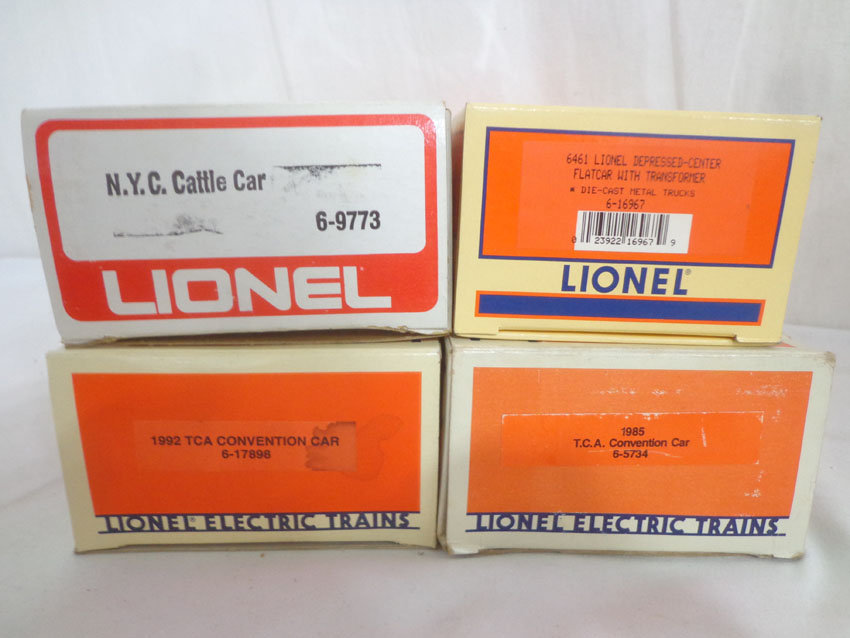 N.Y.C. Cattle Car
6-9773
LIONEL
6461 LIONEL DEPRESSED-CENTER
FLATCAR WITH TRANSFORMER
* DIE-CAST METAL TRUCKS
6-16967
0 23922 16967 9
LIONEL®
1992 TCA CONVENTION CAR
6-17898
LIONEL® ELECTRIC TRAINS
1985
T.C.A. Convention Car
6-5734
LIONEL ELECTRIC TRAINS